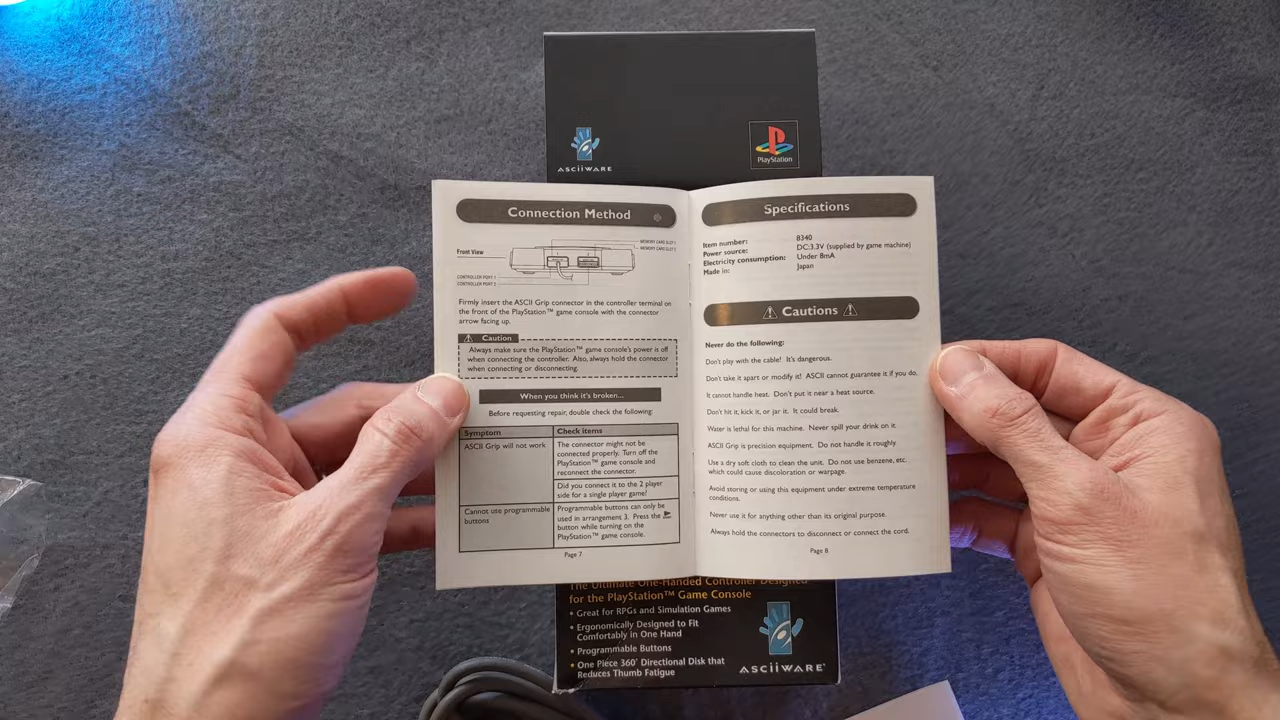 ASCIIWARE
PlayStation
Connection Method
Front View
MEMORY CARD SLOT 1
MEMORY CARD SLOT 2
CONTROLLER PORT 1
CONTROLLER PORT 2
Firmly insert the ASCII Grip connector in the controller terminal on
the front of the PlayStation™ game console with the connector
arrow facing up.
Caution
Always make sure the PlayStation™ game console's power is off
when connecting the controller. Also, always hold the connector
when connecting or disconnecting.
When you think it's broken...
Before requesting repair, double check the following:
Symptom
Check items
ASCII Grip will not work
The connector might not be
connected properly. Turn off the
PlayStation™ game console and
reconnect the connector.
Did you connect it to the 2 player
side for a single player game?
Cannot use programmable
buttons
Programmable buttons can only be
used in arrangement 3. Press the
button while turning on the
PlayStation™ game console.
Page 7
Specifications
Item number: 8340
Power source: DC:3.3V (supplied by game machine)
Electricity consumption: Under 8mA
Made in: Japan
Cautions
Never do the following:
Don't play with the cable! It's dangerous.
Don't take it apart or modify it! ASCII cannot guarantee it if you do.
It cannot handle heat. Don't put it near a heat source.
Don't hit it, kick it, or jar it. It could break.
Water is lethal for this machine. Never spill your drink on it.
ASCII Grip is precision equipment. Do not handle it roughly
Use a dry soft cloth to clean the unit. Do not use benzene, etc.
which could cause discoloration or warpage.
Avoid storing or using this equipment under extreme temperature
conditions.
Never use it for anything other than its original purpose.
Always hold the connectors to disconnect or connect the cord.
Page 8
The Ultimate One-Handed Controller Designed
for the PlayStation™ Game Console
• Great for RPGs and Simulation Games
• Ergonomically Designed to Fit
Comfortably in One Hand
• Programmable Buttons
• One Piece 360° Directional Disk that
Reduces Thumb Fatigue
ASCIIWARE®